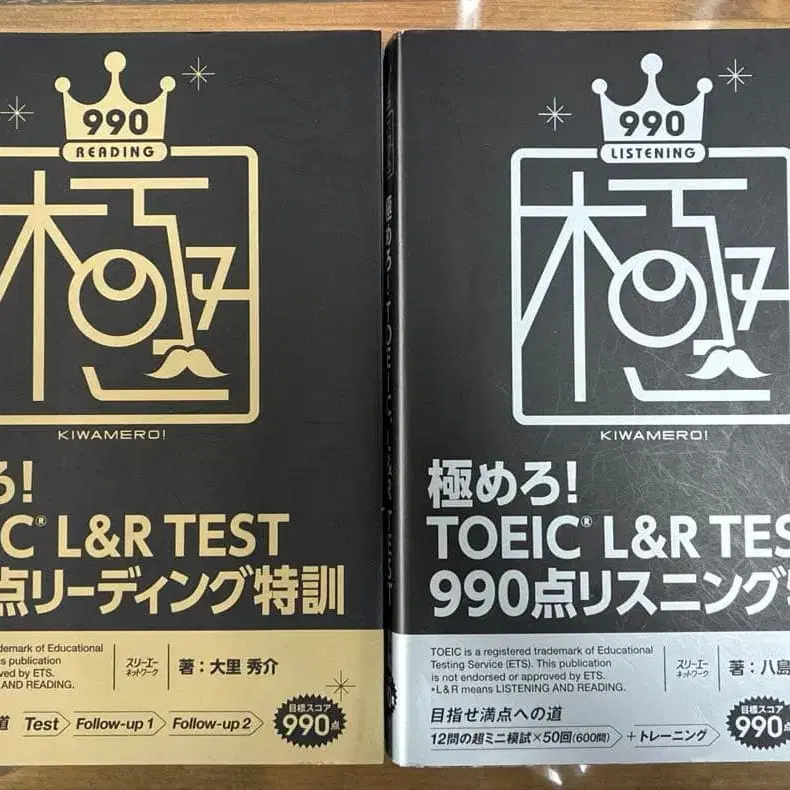 990
READING
極
KIWAMERO!
ろ!
C® L&R TEST
点リーディング特訓
demark of Educational
s publication
ved by ETS.
AND READING.
スリーエー
ネットワーク
著：大里 秀介
道
Test
Follow-up 1
Follow-up 2
目標スコア
990点
990
LISTENING
極
KIWAMERO!
極めろ!
TOEIC® L&R TES
990点リスニング
TOEIC is a registered trademark of Educational
Testing Service (ETS). This publication
is not endorsed or approved by ETS.
*L&R means LISTENING AND READING.
スリーエー
ネットワーク
著：八島
目指せ満点への道
12問の超ミニ模試×50回(600問)
+トレーニング
目標スコア
990点